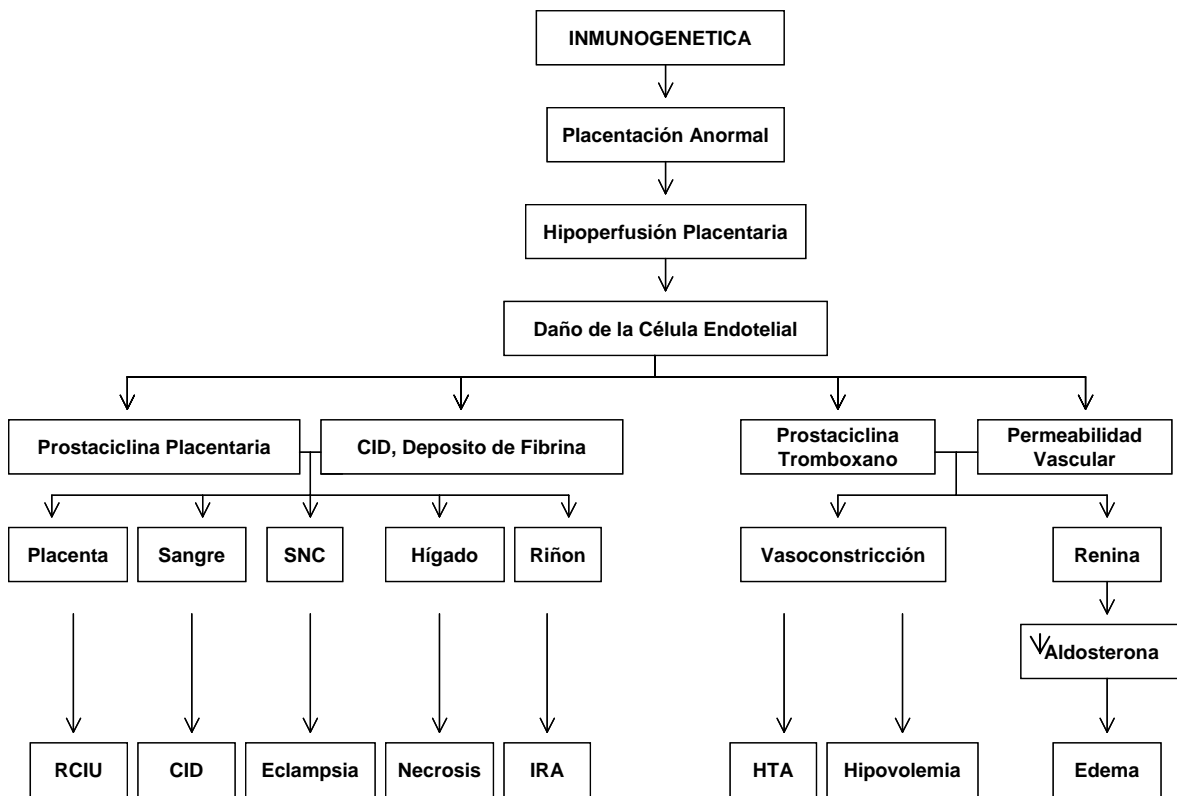 INMUNOGENETICA
Placentación Anormal
Hipoperfusión Placentaria
Daño de la Célula Endotelial
Prostaciclina Placentaria
CID, Deposito de Fibrina
Prostaciclina
Tromboxano
Permeabilidad
Vascular
Placenta
Sangre
SNC
Hígado
Riñon
Vasoconstricción
Renina
Aldosterona
RCIU
CID
Eclampsia
Necrosis
IRA
HTA
Hipovolemia
Edema